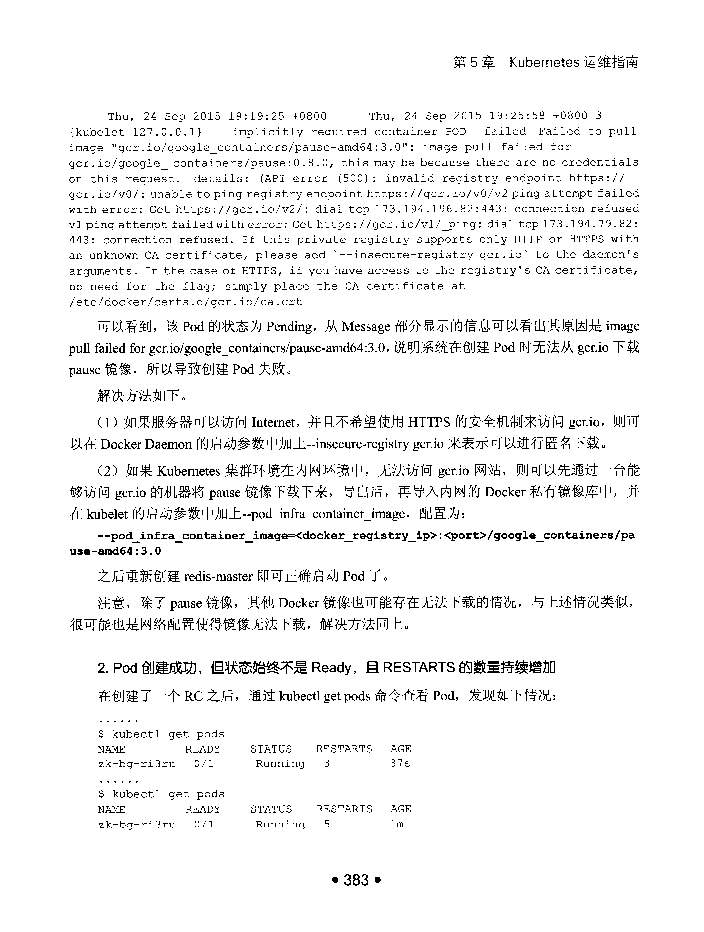 第 5 章 Kubernetes 运维指南
Thu, 24 Sep 2015 19:19:25 +0800 Thu, 24 Sep 2015 19:25:58 +0800 3
{kubelet 127.0.0.1} implicitly required container POD failed Failed to pull
image "gcr.io/google_containers/pause-amd64:3.0": image pull failed for
gcr.io/google_ containers/pause:0.8.0, this may be because there are no credentials
on this request. details: (API error (500): invalid registry endpoint https://
gcr.io/v0/: unable to ping registry endpoint https://gcr.io/v0/ v2 ping attempt failed
with error: Get https://gcr.io/v2/: dial tcp 173.194.196.82:443: connection refused
v1 ping attempt failed with error: Get https://gcr.io/v1/_ping: dial tcp 173.194.79.82:
443: connection refused. If this private registry supports only HTTP or HTTPS with
an unknown CA certificate, please add `--insecure-registry gcr.io` to the daemon's
arguments. In the case of HTTPS, if you have access to the registry's CA certificate,
no need for the flag; simply place the CA certificate at
/etc/docker/certs.d/gcr.io/ca.crt
可以看到，该 Pod 的状态为 Pending，从 Message 部分显示的信息可以看出其原因是 image
pull failed for gcr.io/google_containers/pause-amd64:3.0，说明系统在创建 Pod 时无法从 gcr.io 下载
pause 镜像，所以导致创建 Pod 失败。
解决方法如下。
（1）如果服务器可以访问 Internet，并且不希望使用 HTTPS 的安全机制来访问 gcr.io，则可
以在 Docker Daemon 的启动参数中加上--insecure-registry gcr.io 来表示可以进行匿名下载。
（2）如果 Kubernetes 集群环境在内网环境中，无法访问 gcr.io 网站，则可以先通过一台能
够访问 gcr.io 的机器将 pause 镜像下载下来，导出后，再导入内网的 Docker 私有镜像库中，并
在 kubelet 的启动参数中加上--pod_infra_container_image，配置为：
--pod_infra_container_image=<docker_registry_ip>:<port>/google_containers/pa
use-amd64:3.0
之后重新创建 redis-master 即可正确启动 Pod 了。
注意，除了 pause 镜像，其他 Docker 镜像也可能存在无法下载的情况，与上述情况类似，
很可能也是网络配置使得镜像无法下载，解决方法同上。
2. Pod 创建成功，但状态始终不是 Ready，且 RESTARTS 的数量持续增加
在创建了一个 RC 之后，通过 kubectl get pods 命令查看 Pod，发现如下情况：
......
$ kubectl get pods
NAME READY STATUS RESTARTS AGE
zk-bg-ri3ru 0/1 Running 3 37s
......
$ kubectl get pods
NAME READY STATUS RESTARTS AGE
zk-bg-ri3ru 0/1 Running 5 1m
• 383 •